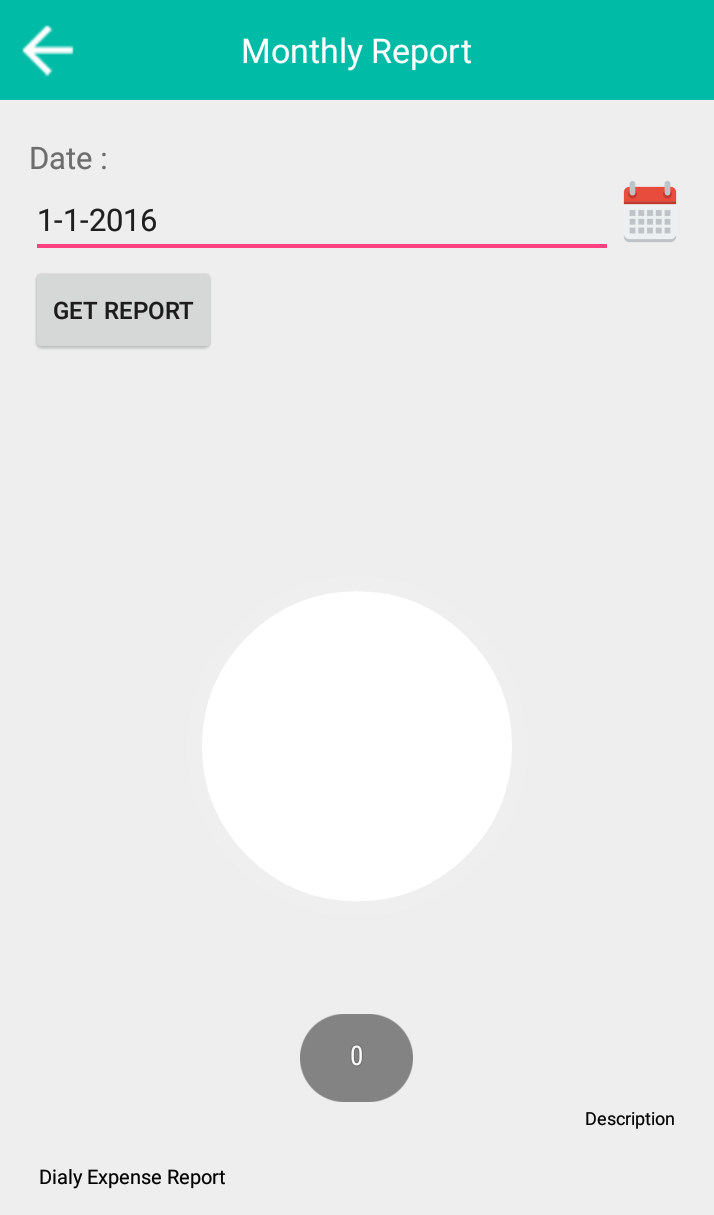 Monthly Report
Date :
1-1-2016
GET REPORT
0
Description
Dialy Expense Report